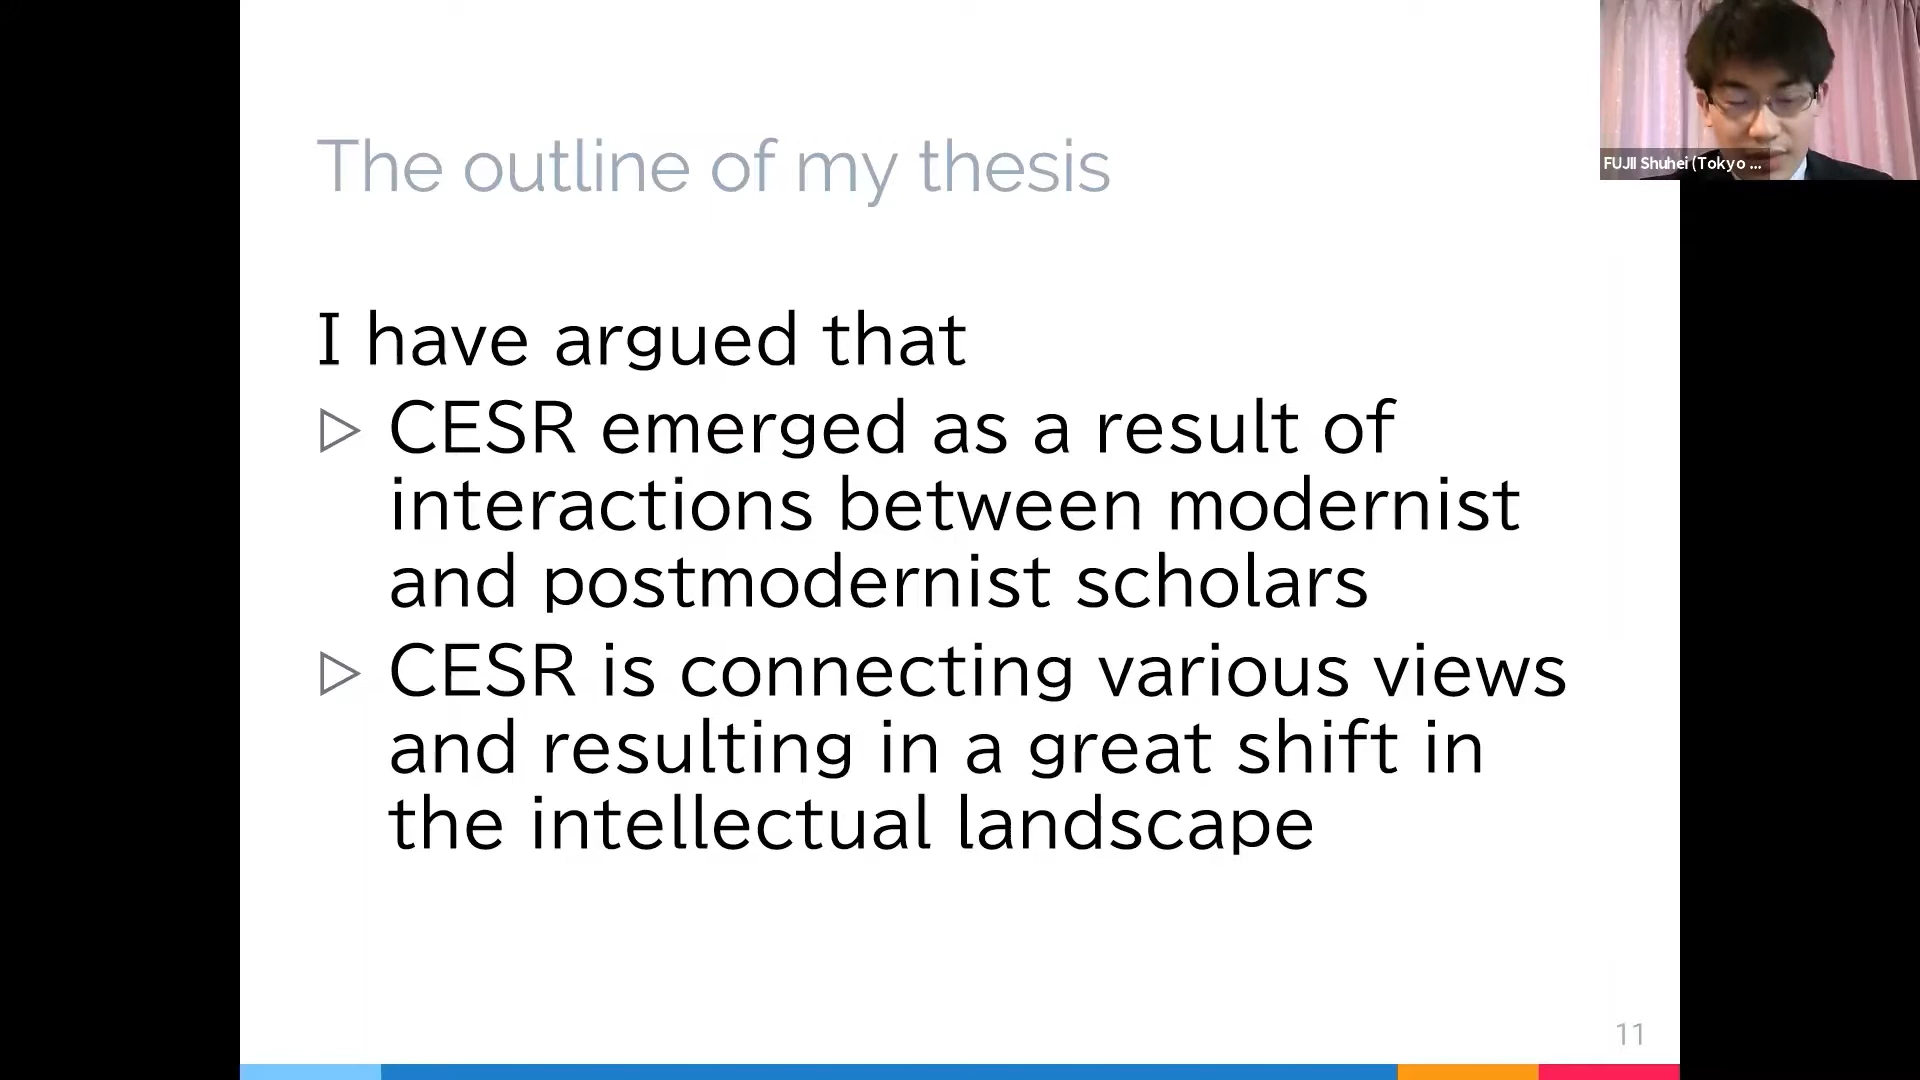 The outline of my thesis
FUJII Shuhei (Tokyo ...
I have argued that
▷ CESR emerged as a result of
interactions between modernist
and postmodernist scholars
▷ CESR is connecting various views
and resulting in a great shift in
the intellectual landscape
11